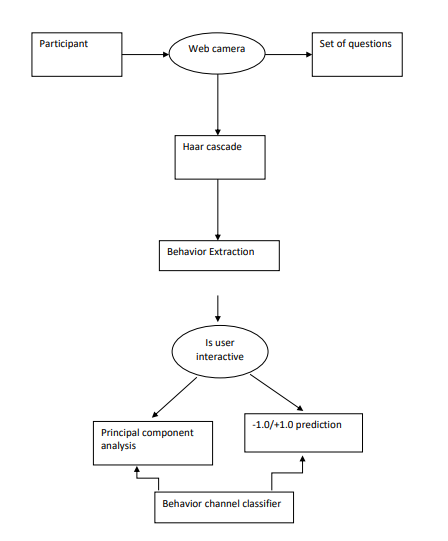 Participant
Web camera
Set of questions
Haar cascade
Behavior Extraction
Is user
interactive
Principal component
analysis
-1.0/+1.0 prediction
Behavior channel classifier